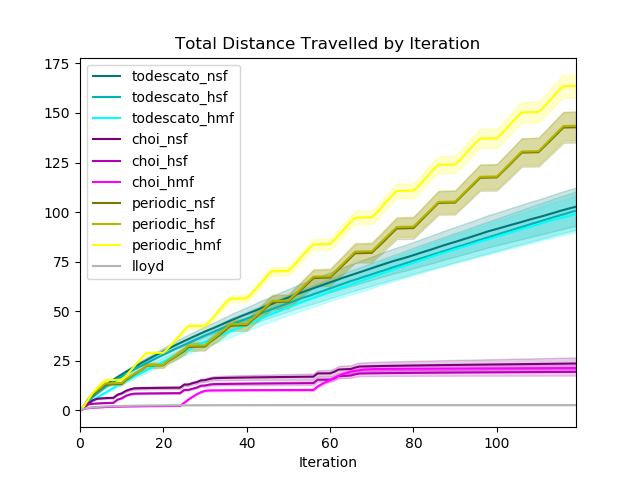 Total Distance Travelled by Iteration
175
150
125
100
75
50
25
0
todescato_nsf
todescato_hsf
todescato_hmf
choi_nsf
choi_hsf
choi_hmf
periodic_nsf
periodic_hsf
periodic_hmf
lloyd
0 20 40 60 80 100
Iteration